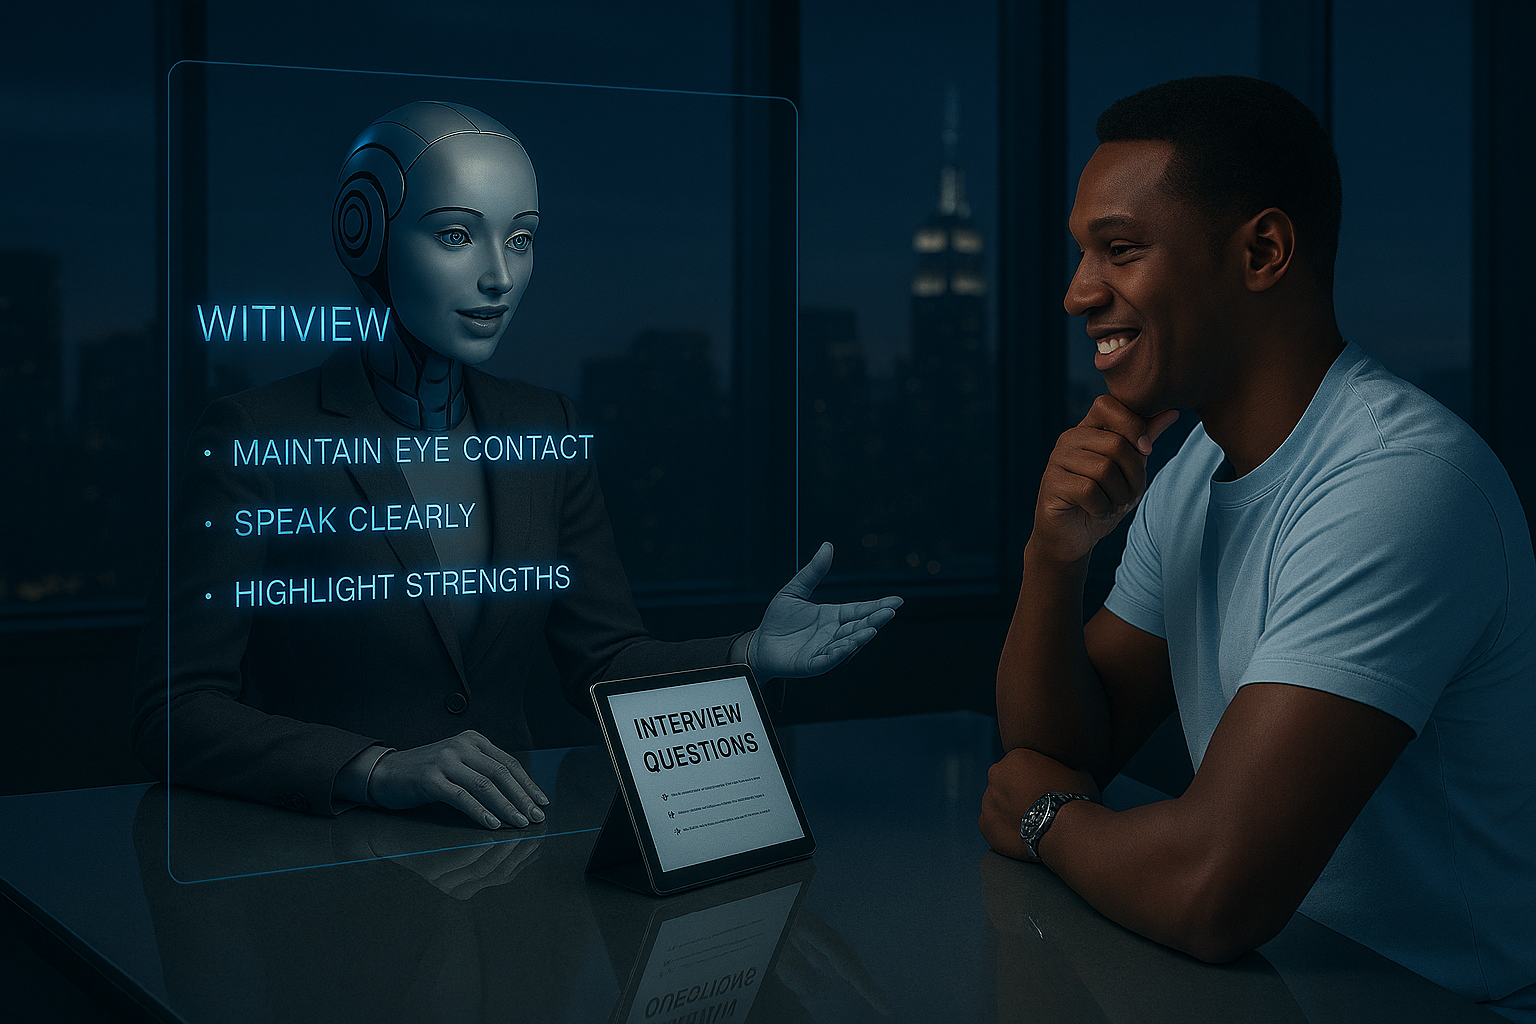 WITIVIEW
• MAINTAIN EYE CONTACT
• SPEAK CLEARLY
• HIGHLIGHT STRENGTHS
INTERVIEW
QUESTIONS